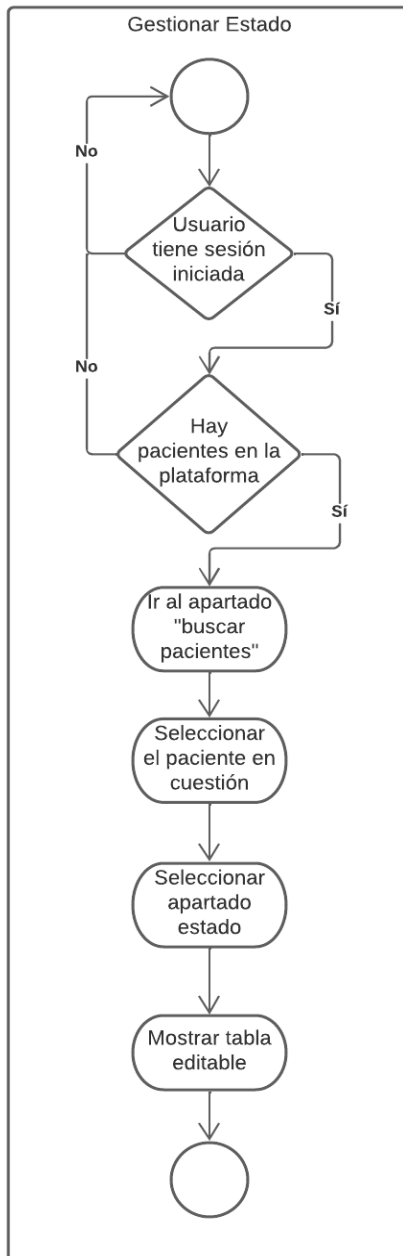 Gestionar Estado
No
Usuario
tiene sesión
iniciada
Sí
No
Hay
pacientes en la
plataforma
Sí
Ir al apartado
"buscar
pacientes"
Seleccionar
el paciente en
cuestión
Seleccionar
apartado
estado
Mostrar tabla
editable